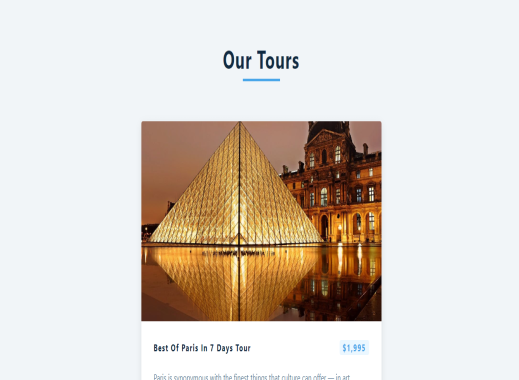 Our Tours
Best Of Paris In 7 Days Tour
$1,995
Paris is synonymous with the finest things that culture can offer — in art,